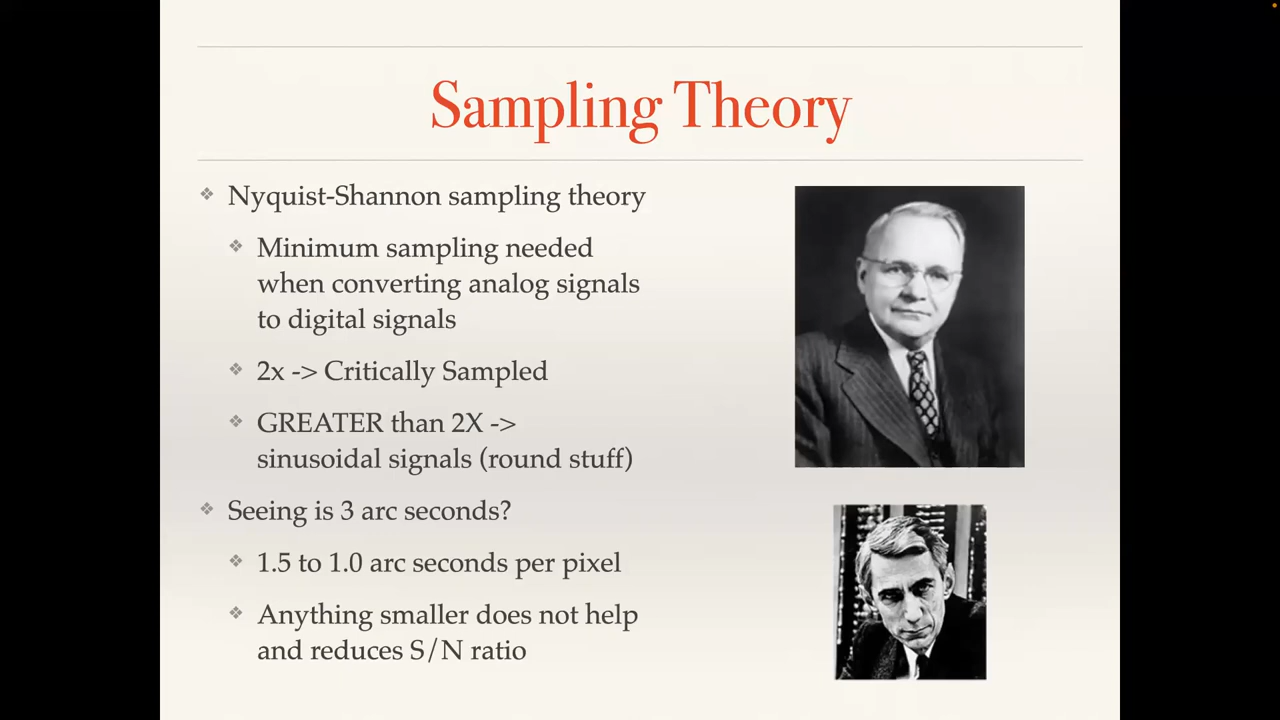 Sampling Theory
Nyquist-Shannon sampling theory
Minimum sampling needed
when converting analog signals
to digital signals
2x -> Critically Sampled
GREATER than 2X ->
sinusoidal signals (round stuff)
Seeing is 3 arc seconds?
1.5 to 1.0 arc seconds per pixel
Anything smaller does not help
and reduces S/N ratio